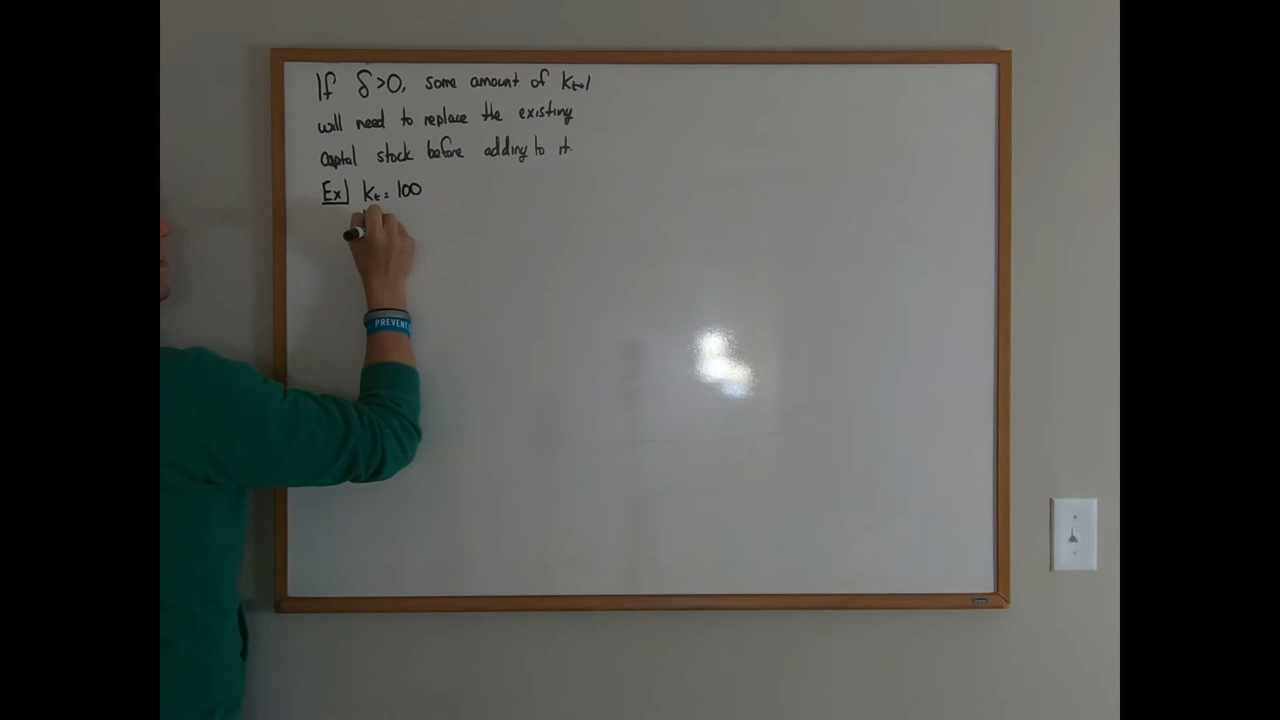 If δ>0, some amount of Kt+1
will need to replace the existing
capital stock before adding to it.
Ex| Kt = 100
PREVENT